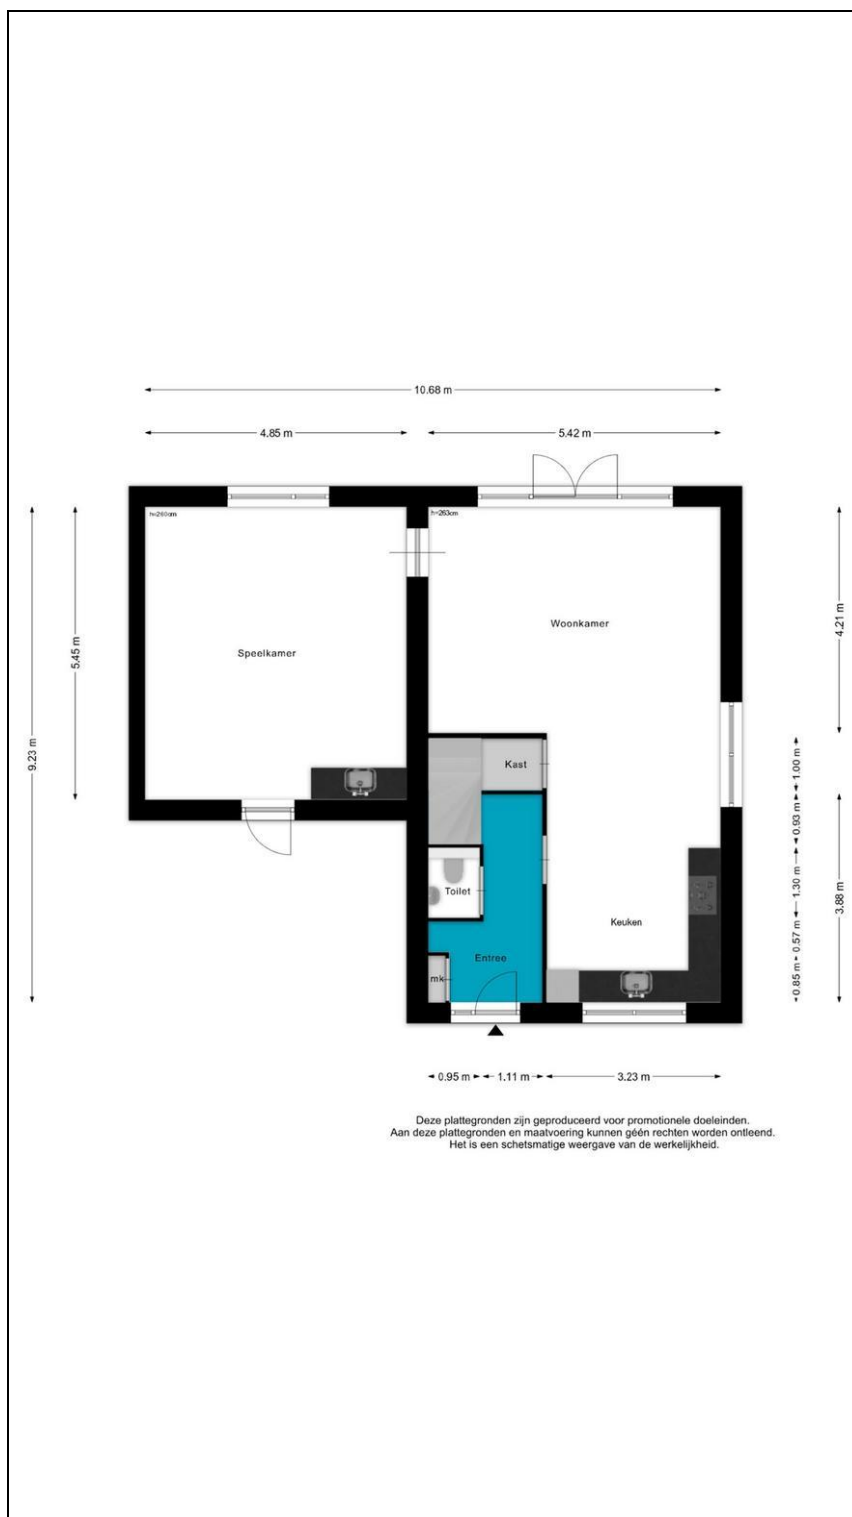 10.68 m
4.85 m
5.42 m
h=260cm
h=263cm
Woonkamer
Speelkamer
5.45 m
9.23 m
4.21 m
Kast
1.00 m
0.93 m
1.30 m
0.57 m
0.85 m
3.88 m
Toilet
Keuken
Entree
mk
0.95 m
1.11 m
3.23 m
Deze plattegronden zijn geproduceerd voor promotionele doeleinden.
Aan deze plattegronden en maatvoering kunnen géén rechten worden ontleend.
Het is een schetsmatige weergave van de werkelijkheid.